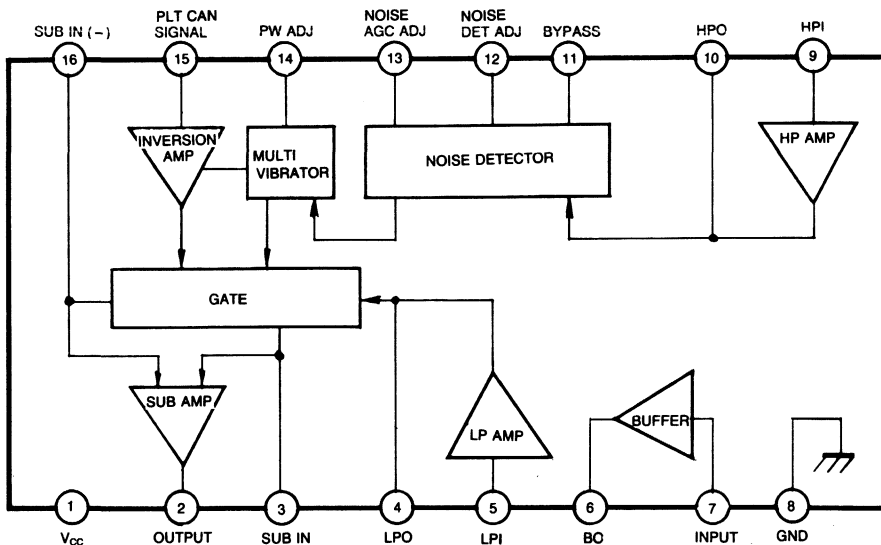 SUB IN (−)
PLT CAN
SIGNAL
PW ADJ
NOISE
AGC ADJ
NOISE
DET ADJ
BYPASS
HPO
HPI
16
15
14
13
12
11
10
9
INVERSION
AMP
MULTI
VIBRATOR
NOISE DETECTOR
HP AMP
GATE
SUB AMP
LP AMP
BUFFER
1
2
3
4
5
6
7
8
VCC
OUTPUT
SUB IN
LPO
LPI
BO
INPUT
GND